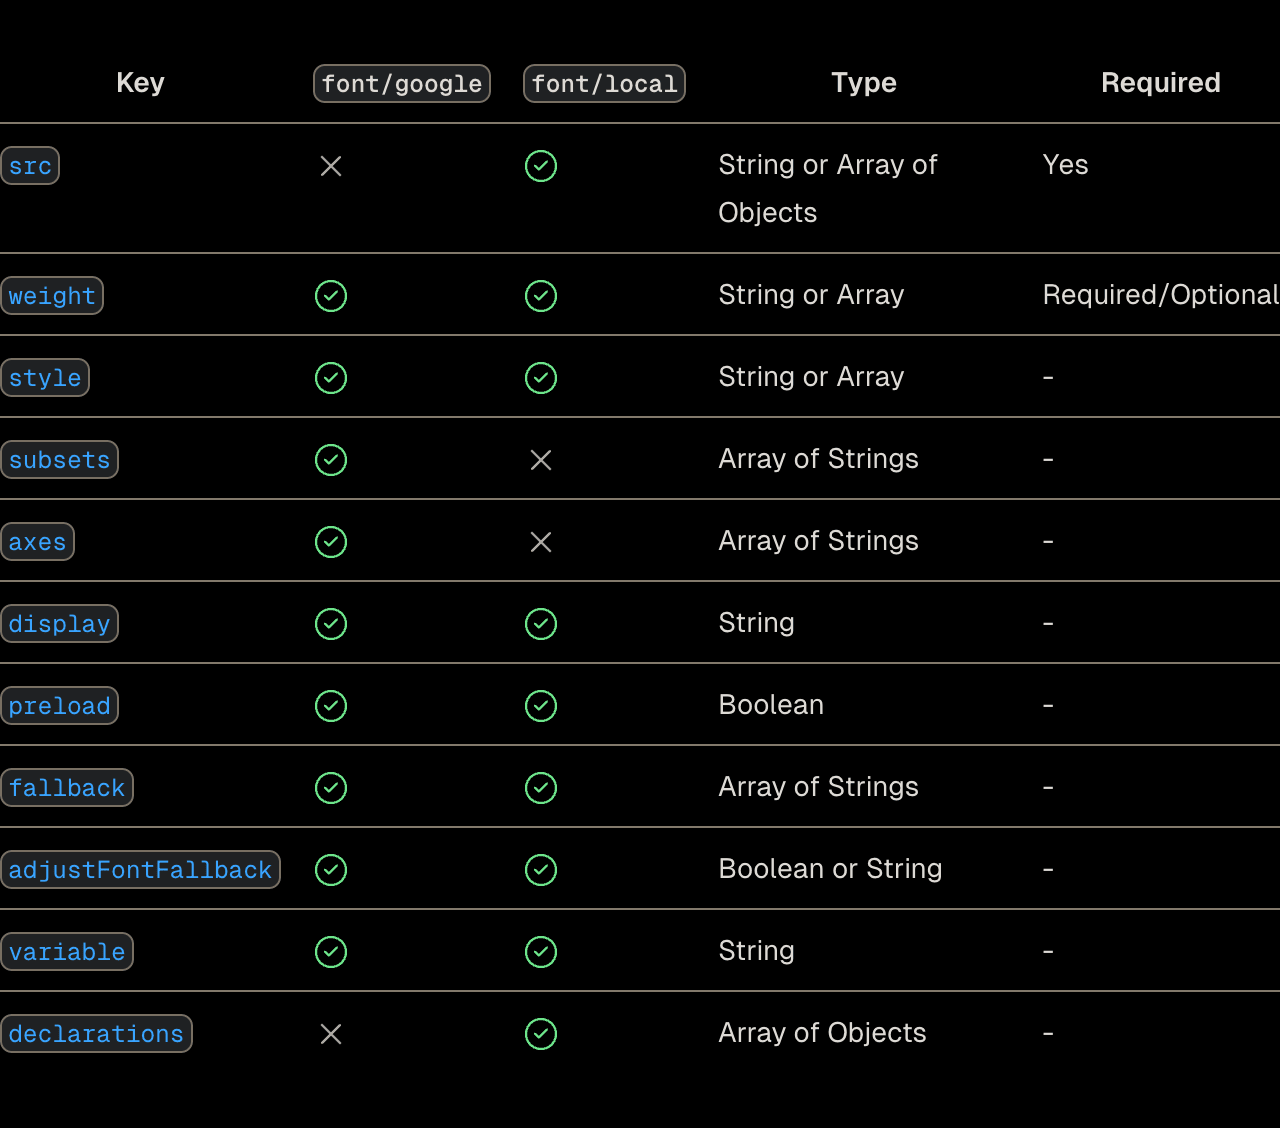 Key font/google font/local Type Required
src String or Array of Yes
Objects
weight String or Array Required/Optional
style String or Array -
subsets Array of Strings -
axes Array of Strings -
display String -
preload Boolean -
fallback Array of Strings -
adjustFontFallback Boolean or String -
variable String -
declarations Array of Objects -